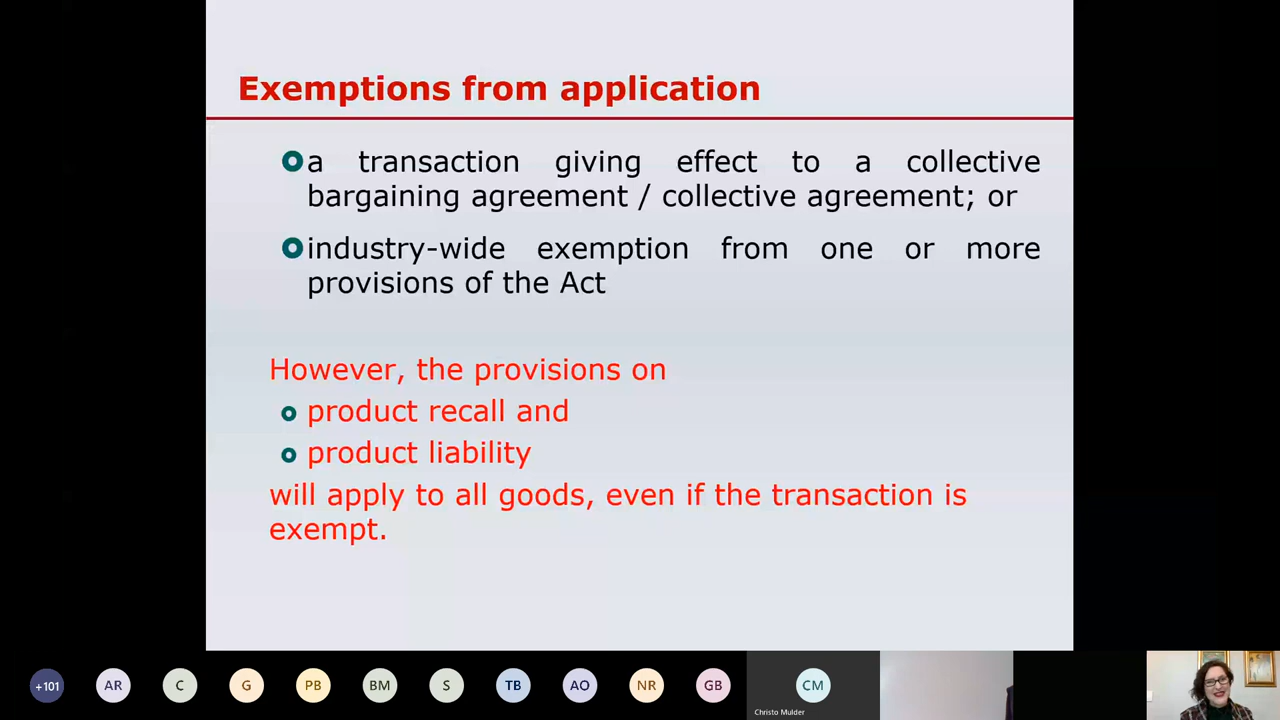 Exemptions from application
a transaction giving effect to a collective
bargaining agreement / collective agreement; or
industry-wide exemption from one or more
provisions of the Act
However, the provisions on
product recall and
product liability
will apply to all goods, even if the transaction is
exempt.
+101 AR C G PB BM S TB AO NR GB CM
Christo Mulder